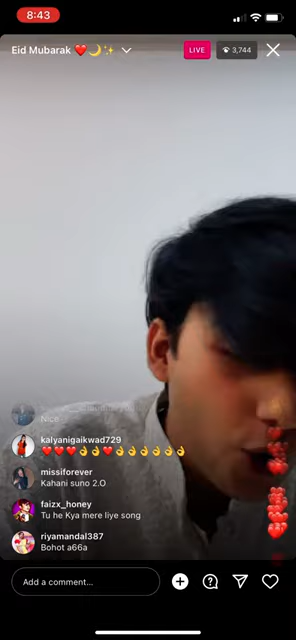 8:43
Eid Mubarak ❤️🌙✨
LIVE
3,744
Nice
kalyanigaikwad729
❤️❤️❤️👌👌❤️👌👌👌👌👌👌
missiforever
Kahani suno 2.O
faizx_honey
Tu he Kya mere liye song
riyamandal387
Bohot a66a
Add a comment...